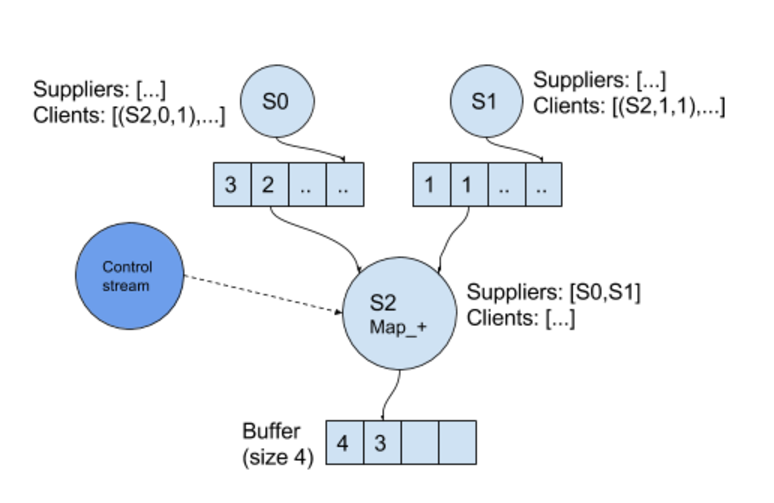 Suppliers: [...]
Clients: [(S2,0,1),...]
S0
S1
Suppliers: [...]
Clients: [(S2,1,1),...]
3 2 .. ..
1 1 .. ..
Control
stream
S2
Map_+
Suppliers: [S0,S1]
Clients: [...]
Buffer
(size 4)
4 3